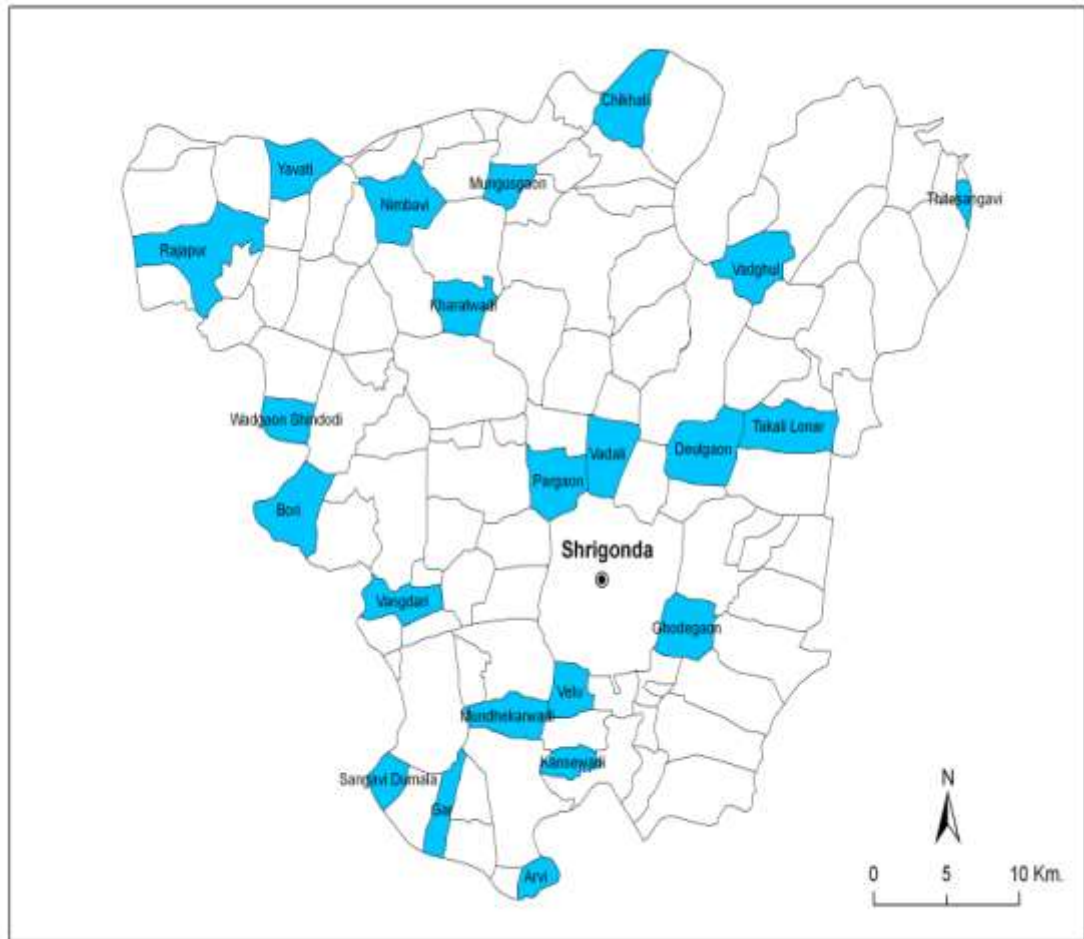 Chikhali
Yavati
Mungusgaon
Nimbavi
Thitesangavi
Rajapur
Vadghul
Kharatwadi
Wadgaon Shindodi
Takali Lonar
Vadali
Deulgaon
Pargaon
Bori
Shrigonda
Vangdari
Ghodegaon
Velu
Mundhekarwadi
Kansewadi
Sangavi Dumala
Gar
Arvi
N
0 5 10 Km.